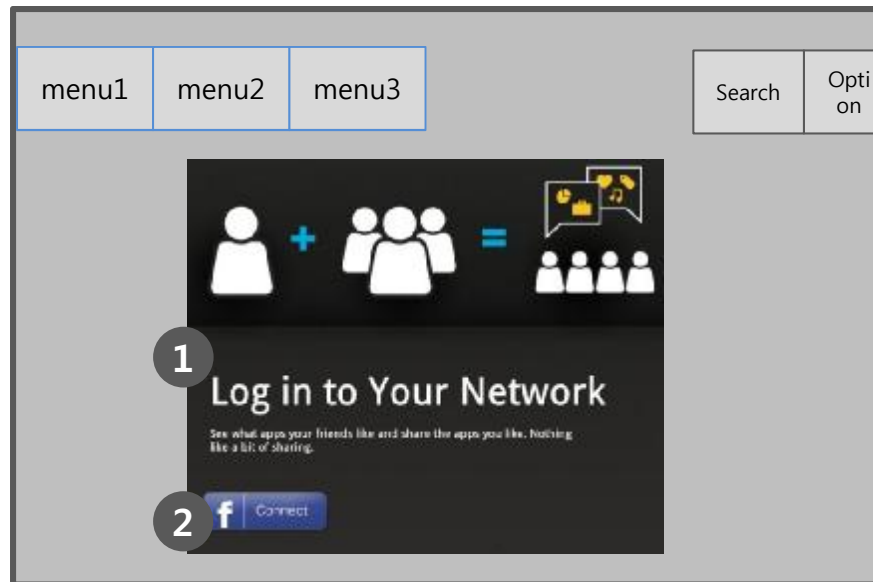 menu1 menu2 menu3
Search
Opti
on
1
Log in to Your Network
See what apps your friends like and share the apps you like. Nothing
like a bit of sharing.
2
f Connect